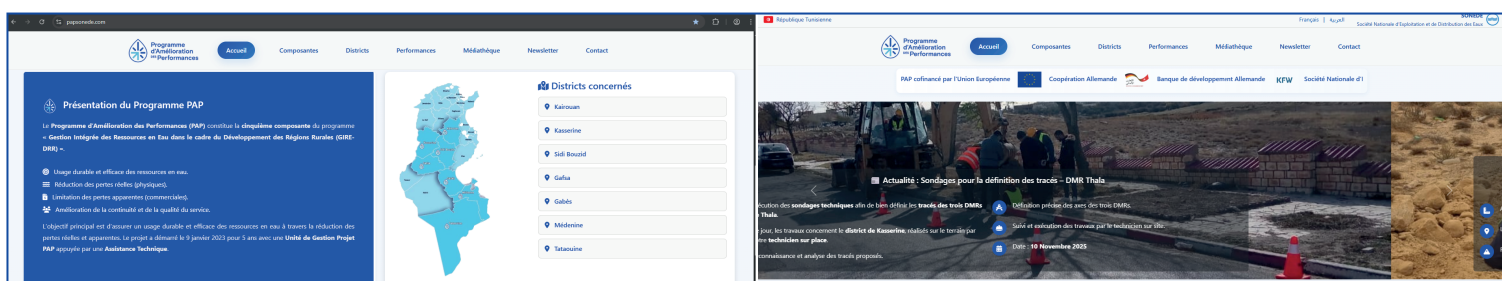 papsonede.com
Programme
d'Amélioration
des Performances
Accueil
Composantes
Districts
Performances
Médiathèque
Newsletter
Contact
Présentation du Programme PAP
Le Programme d'Amélioration des Performances (PAP) constitue la cinquième composante du programme
« Gestion Intégrée des Ressources en Eau dans le cadre du Développement des Régions Rurales (GIRE-
DRR) ».
Usage durable et efficace des ressources en eau.
Réduction des pertes réelles (physiques).
Limitation des pertes apparentes (commerciales).
Amélioration de la continuité et de la qualité du service.
L'objectif principal est d'assurer un usage durable et efficace des ressources en eau à travers la réduction des
pertes réelles et apparentes. Le projet a démarré le 9 janvier 2023 pour 5 ans avec une Unité de Gestion Projet
PAP appuyée par une Assistance Technique.
Districts concernés
Kairouan
Kasserine
Sidi Bouzid
Gafsa
Gabès
Médenine
Tataouine
République Tunisienne
Français | العربية
SONEDE
Société Nationale d'Exploitation et de Distribution des Eaux
Programme
d'Amélioration
des Performances
Accueil
Composantes
Districts
Performances
Médiathèque
Newsletter
Contact
PAP cofinancé par l'Union Européenne
Coopération Allemande
Banque de développemnt Allemande
KFW
Société Nationale d'I
Actualité : Sondages pour la définition des tracés – DMR Thala
écution des sondages techniques afin de bien définir les tracés des trois DMRs
Thala.
jour, les travaux concernent le district de Kasserine, réalisés sur le terrain par
tre technicien sur place.
connaissance et analyse des tracés proposés.
Définition précise des axes des trois DMRs.
Suivi et exécution des travaux par le technicien sur site.
Date : 10 Novembre 2025